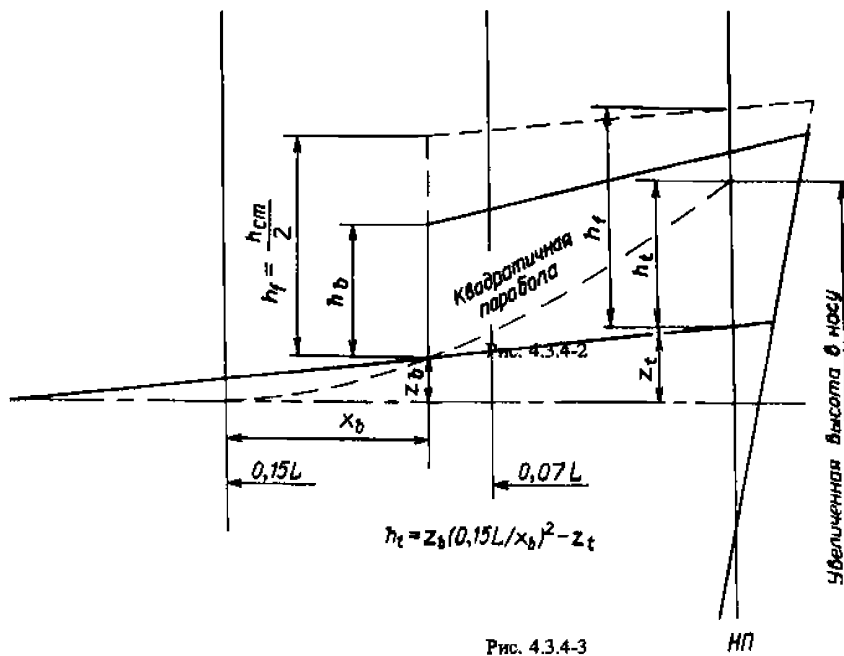 h_f = h_ст / 2
h_b
Квадратичная
парабола
h_f
h_t
Увеличенная высота в носу
Рис. 4.3.4-2
z_b
z_t
x_b
0,15L
0,07L
h_t = z_b(0,15L/x_b)² – z_t
Рис. 4.3.4-3
НП